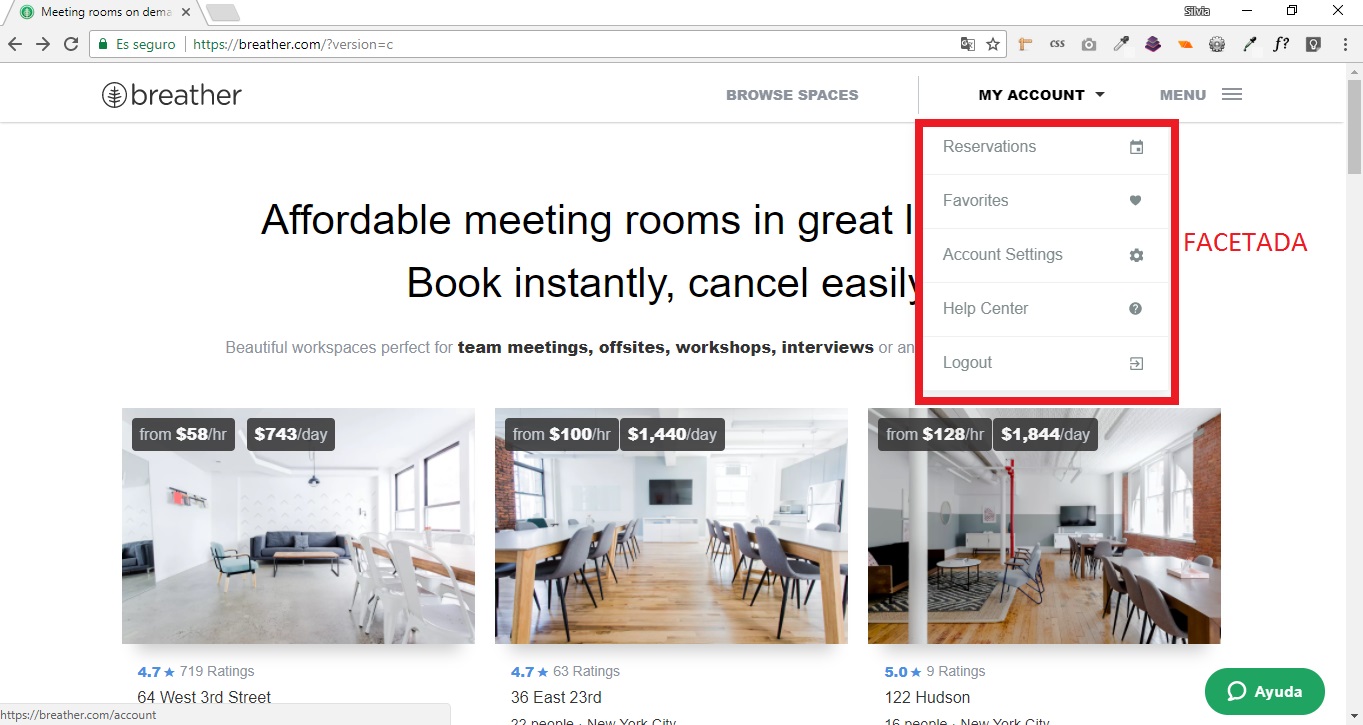 Meeting rooms on dema
Silvia
Es seguro
https://breather.com/?version=c
CSS
f?
breather
BROWSE SPACES
MY ACCOUNT
MENU
Reservations
Favorites
Account Settings
Help Center
Logout
FACETADA
Affordable meeting rooms in great l
Book instantly, cancel easily
Beautiful workspaces perfect for team meetings, offsites, workshops, interviews or an
from $58/hr $743/day
from $100/hr $1,440/day
from $128/hr $1,844/day
4.7 ★ 719 Ratings
64 West 3rd Street
4.7 ★ 63 Ratings
36 East 23rd
22 people · New York City
5.0 ★ 9 Ratings
122 Hudson
16 people · New York City
Ayuda
https://breather.com/account